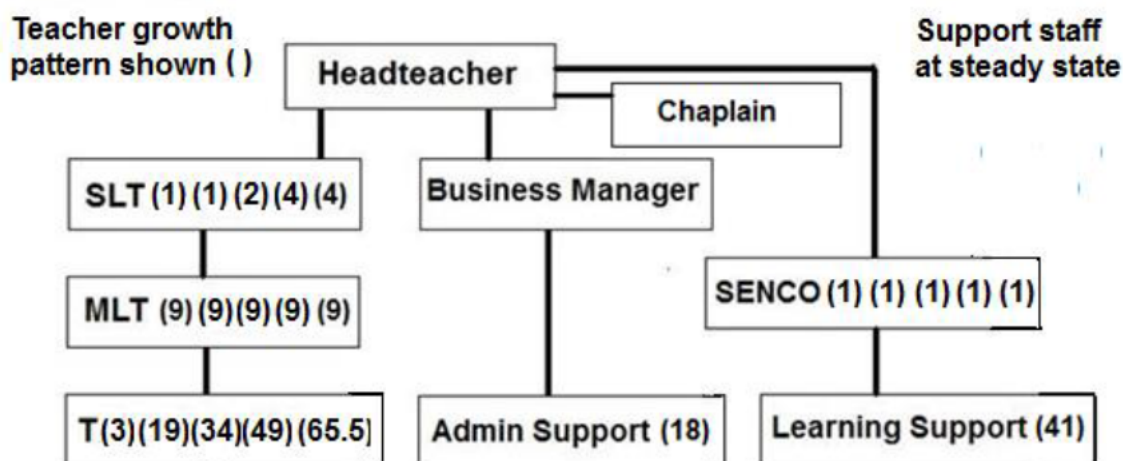 Teacher growth
pattern shown ( )
Support staff
at steady state
Headteacher
Chaplain
SLT (1) (1) (2) (4) (4)
Business Manager
MLT (9) (9)(9) (9) (9)
SENCO (1) (1) (1) (1) (1)
T(3)(19)(34)(49)(65.5)
Admin Support (18)
Learning Support (41)